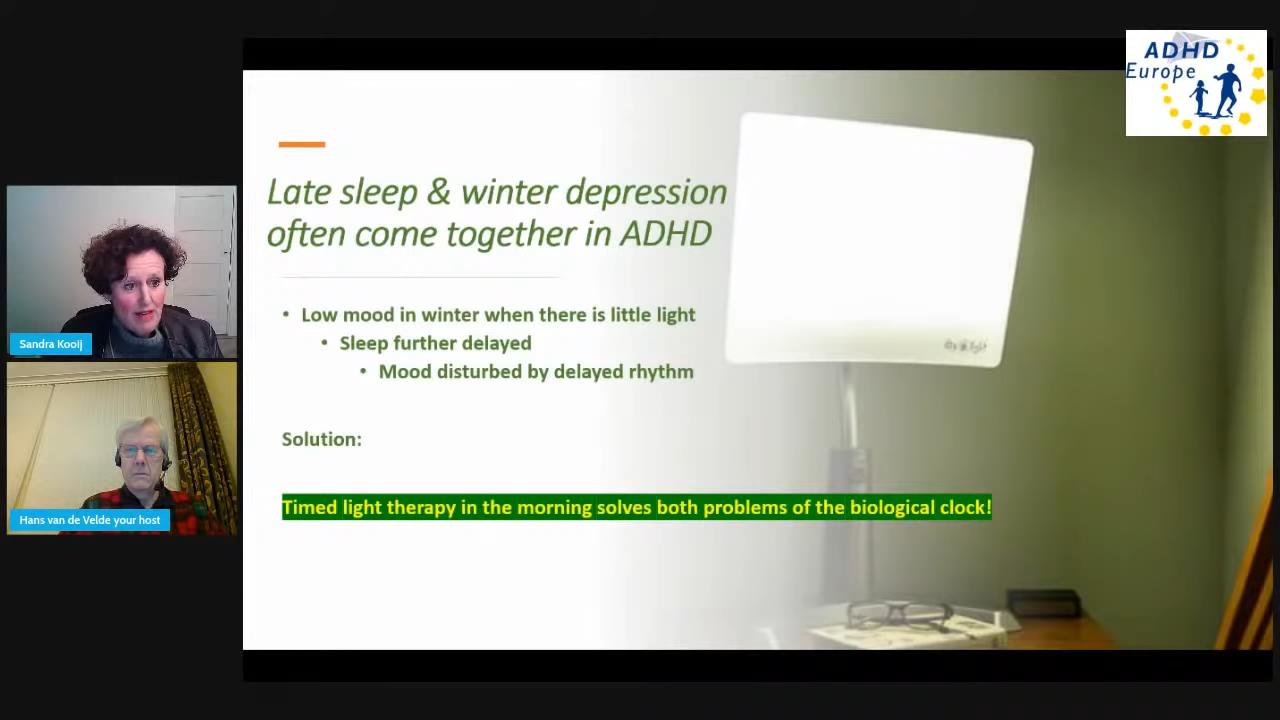 ADHD
Europe
Late sleep & winter depression
often come together in ADHD
• Low mood in winter when there is little light
• Sleep further delayed
• Mood disturbed by delayed rhythm
Solution:
Timed light therapy in the morning solves both problems of the biological clock!
Sandra Kooij
Hans van de Velde your host